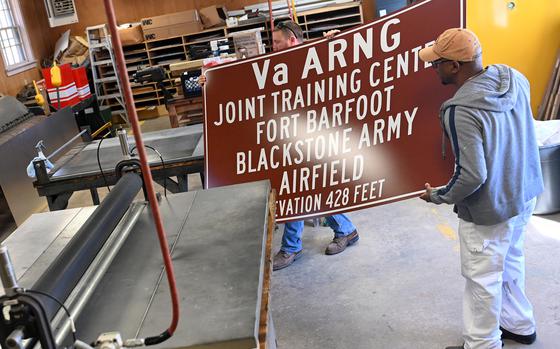 Va ARNG
JOINT TRAINING CENT
FORT BARFOOT
BLACKSTONE ARMY
AIRFIELD
VATION 428 FEET